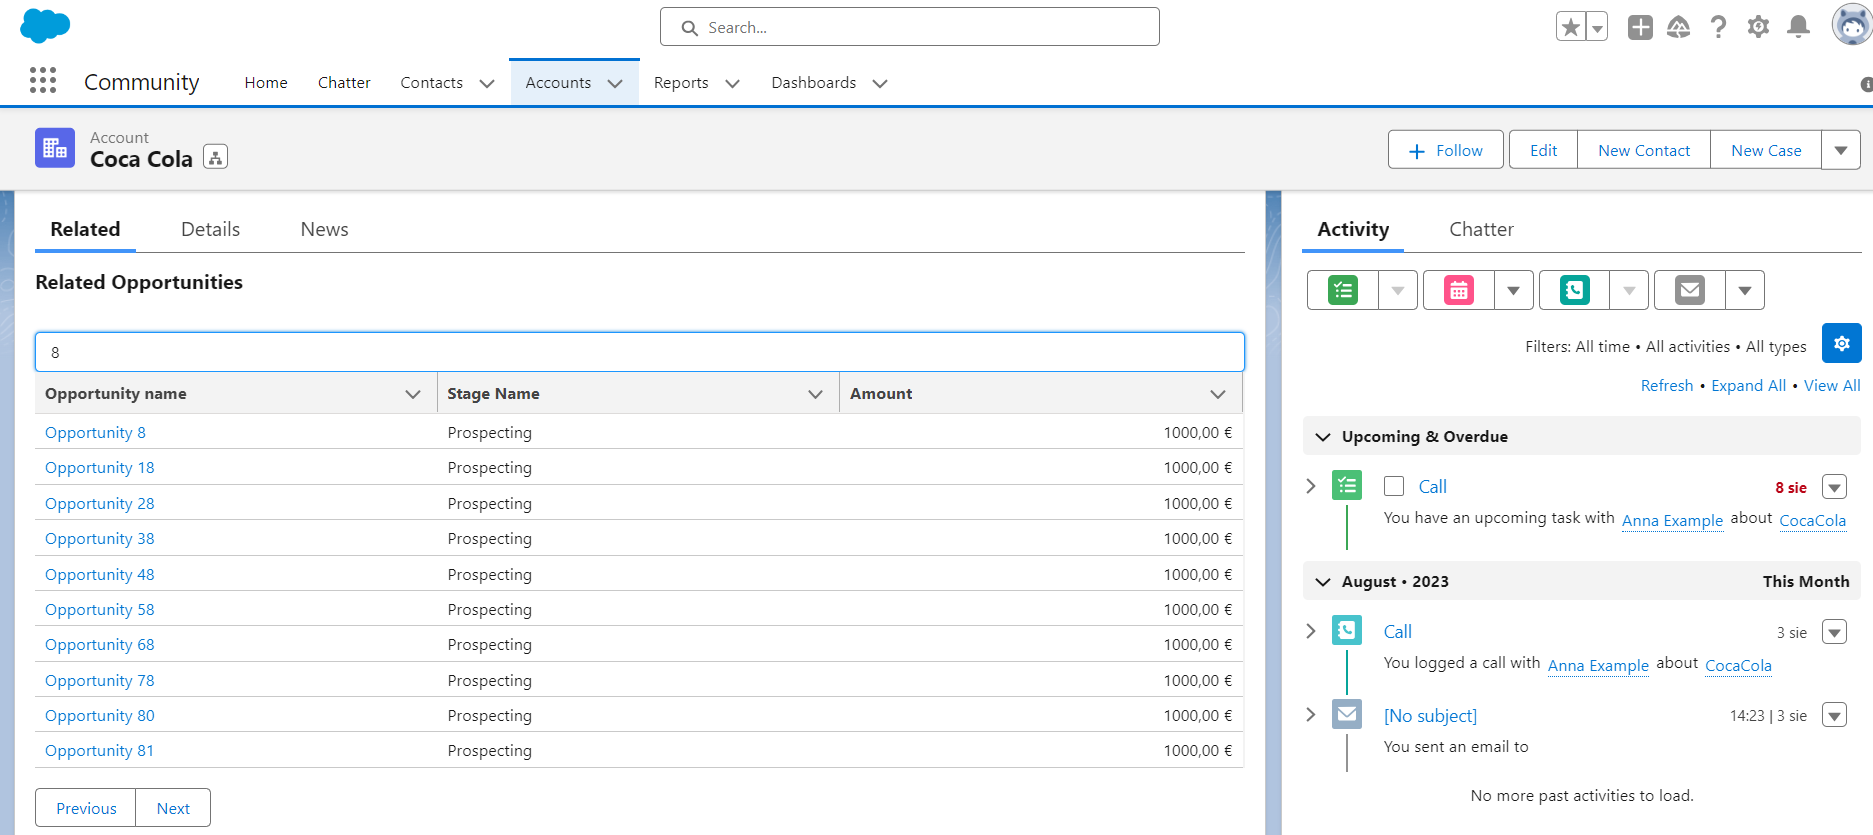 Search...
Community
Home
Chatter
Contacts
Accounts
Reports
Dashboards
Account
Coca Cola
Follow
Edit
New Contact
New Case
Related
Details
News
Related Opportunities
8
Opportunity name
Stage Name
Amount
Opportunity 8 Prospecting 1000,00 €
Opportunity 18 Prospecting 1000,00 €
Opportunity 28 Prospecting 1000,00 €
Opportunity 38 Prospecting 1000,00 €
Opportunity 48 Prospecting 1000,00 €
Opportunity 58 Prospecting 1000,00 €
Opportunity 68 Prospecting 1000,00 €
Opportunity 78 Prospecting 1000,00 €
Opportunity 80 Prospecting 1000,00 €
Opportunity 81 Prospecting 1000,00 €
Previous
Next
Activity
Chatter
Filters: All time • All activities • All types
Refresh • Expand All • View All
Upcoming & Overdue
Call
8 sie
You have an upcoming task with Anna Example about CocaCola
August • 2023
This Month
Call
3 sie
You logged a call with Anna Example about CocaCola
[No subject]
14:23 | 3 sie
You sent an email to
No more past activities to load.